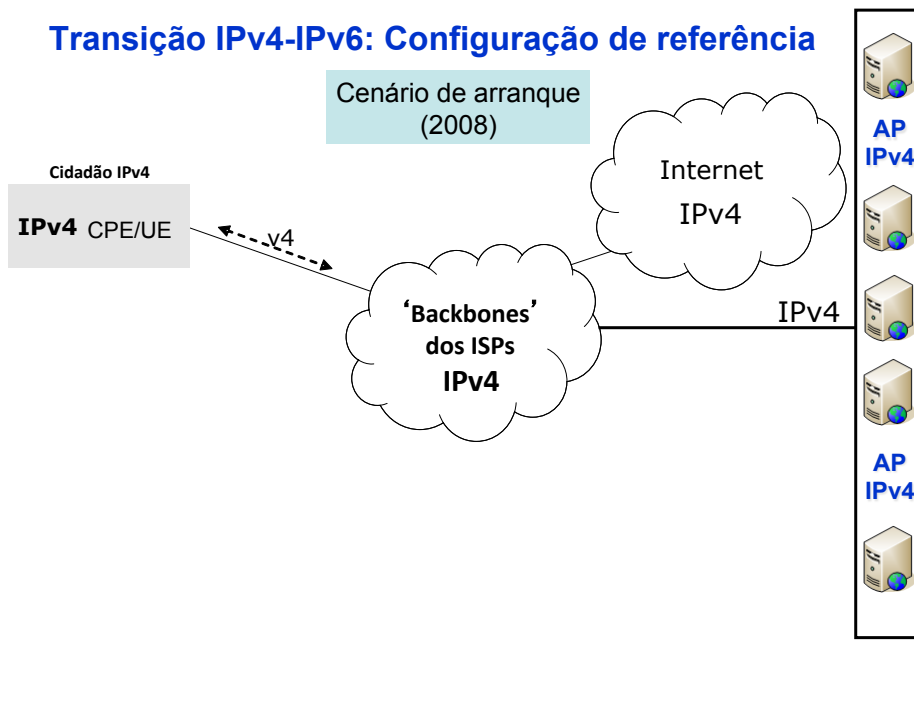 Transição IPv4-IPv6: Configuração de referência
Cenário de arranque
(2008)
Cidadão IPv4
IPv4 CPE/UE
v4
Internet
IPv4
‘Backbones’
dos ISPs
IPv4
IPv4
AP
IPv4
AP
IPv4